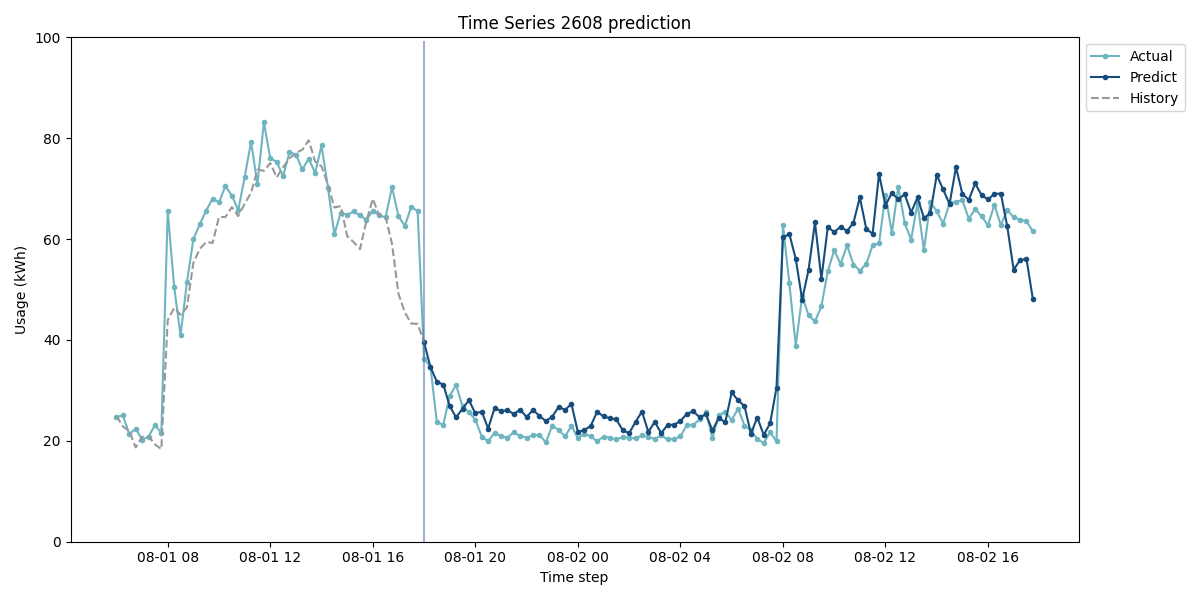 Time Series 2608 prediction
Usage (kWh)
100
80
60
40
20
0
08-01 08
08-01 12
08-01 16
08-01 20
08-02 00
08-02 04
08-02 08
08-02 12
08-02 16
Time step
Actual
Predict
History